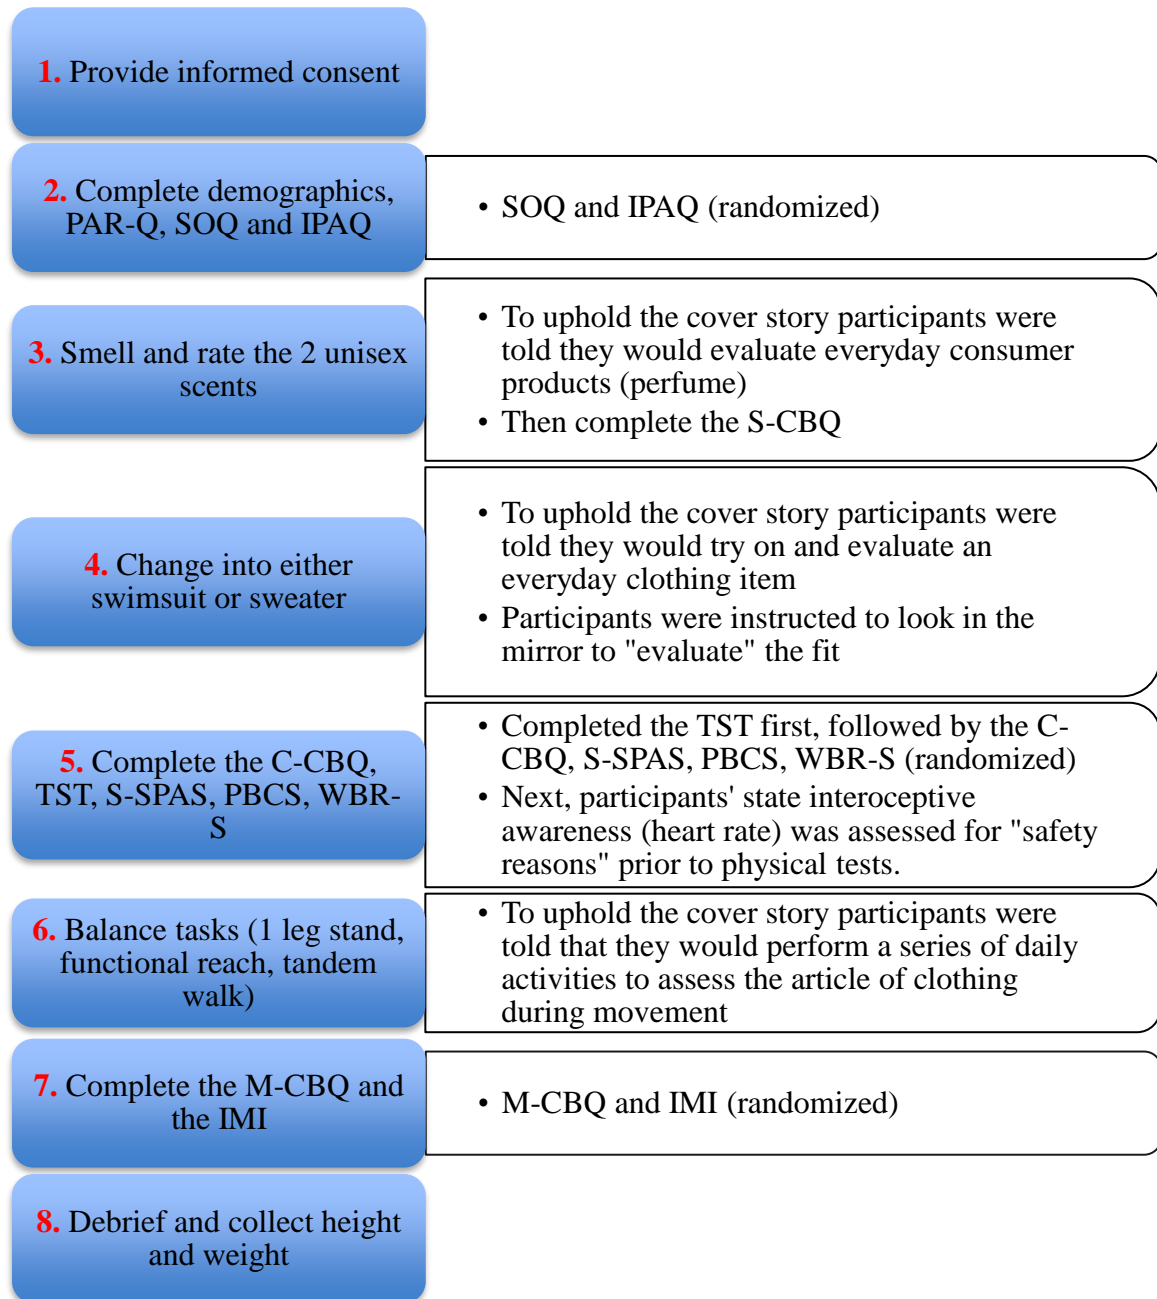 1. Provide informed consent
2. Complete demographics,
PAR-Q, SOQ and IPAQ
• SOQ and IPAQ (randomized)
3. Smell and rate the 2 unisex
scents
• To uphold the cover story participants were
told they would evaluate everyday consumer
products (perfume)
• Then complete the S-CBQ
4. Change into either
swimsuit or sweater
• To uphold the cover story participants were
told they would try on and evaluate an
everyday clothing item
• Participants were instructed to look in the
mirror to "evaluate" the fit
5. Complete the C-CBQ,
TST, S-SPAS, PBCS, WBR-
S
• Completed the TST first, followed by the C-
CBQ, S-SPAS, PBCS, WBR-S (randomized)
• Next, participants' state interoceptive
awareness (heart rate) was assessed for "safety
reasons" prior to physical tests.
6. Balance tasks (1 leg stand,
functional reach, tandem
walk)
• To uphold the cover story participants were
told that they would perform a series of daily
activities to assess the article of clothing
during movement
7. Complete the M-CBQ and
the IMI
• M-CBQ and IMI (randomized)
8. Debrief and collect height
and weight